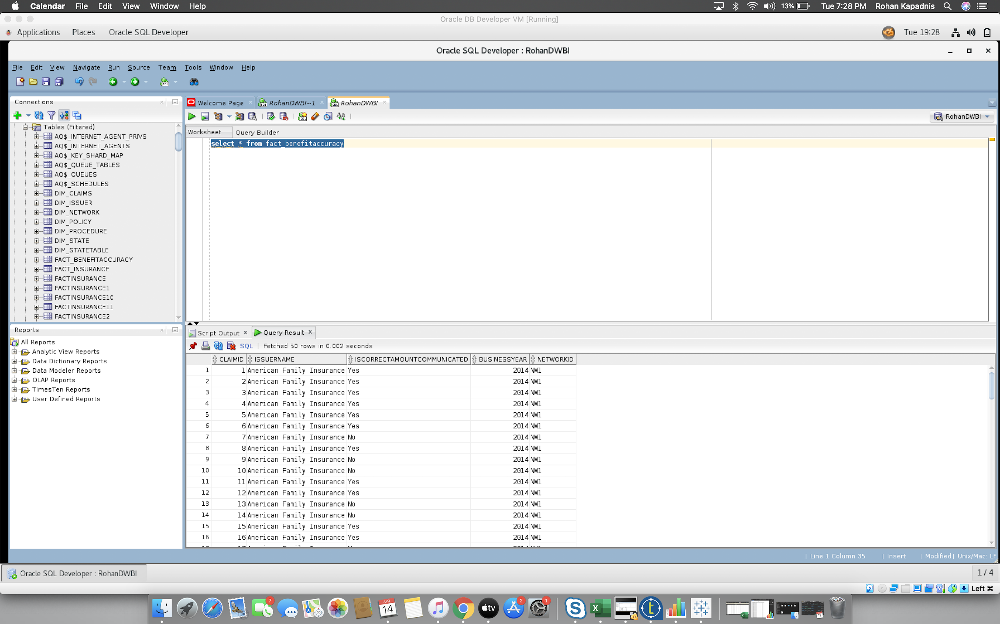 Calendar File Edit View Window Help 13% Tue 7:28 PM Rohan Kapadnis
Oracle DB Developer VM [Running]
Applications Places Oracle SQL Developer Tue 19:28
Oracle SQL Developer : RohanDWBI
File Edit View Navigate Run Source Team Tools Window Help
Connections
Tables (Filtered)
AQ$_INTERNET_AGENT_PRIVS
AQ$_INTERNET_AGENTS
AQ$_KEY_SHARD_MAP
AQ$_QUEUE_TABLES
AQ$_QUEUES
AQ$_SCHEDULES
DIM_CLAIMS
DIM_ISSUER
DIM_NETWORK
DIM_POLICY
DIM_PROCEDURE
DIM_STATE
DIM_STATETABLE
FACT_BENEFITACCURACY
FACT_INSURANCE
FACTINSURANCE
FACTINSURANCE1
FACTINSURANCE10
FACTINSURANCE11
FACTINSURANCE2
Reports
All Reports
Analytic View Reports
Data Dictionary Reports
Data Modeler Reports
OLAP Reports
TimesTen Reports
User Defined Reports
Welcome Page RohanDWBI~1 RohanDWBI
RohanDWBI
Worksheet Query Builder
select * from fact_benefitaccuracy
Script Output Query Result
SQL | Fetched 50 rows in 0.002 seconds
CLAIMID ISSUERNAME ISCORRECTAMOUNTCOMMUNICATED BUSINESSYEAR NETWORKID
1 1 American Family Insurance Yes 2014 NW1
2 2 American Family Insurance Yes 2014 NW1
3 3 American Family Insurance Yes 2014 NW1
4 4 American Family Insurance Yes 2014 NW1
5 5 American Family Insurance Yes 2014 NW1
6 6 American Family Insurance Yes 2014 NW1
7 7 American Family Insurance No 2014 NW1
8 8 American Family Insurance Yes 2014 NW1
9 9 American Family Insurance No 2014 NW1
10 10 American Family Insurance No 2014 NW1
11 11 American Family Insurance Yes 2014 NW1
12 12 American Family Insurance Yes 2014 NW1
13 13 American Family Insurance No 2014 NW1
14 14 American Family Insurance No 2014 NW1
15 15 American Family Insurance Yes 2014 NW1
16 16 American Family Insurance Yes 2014 NW1
| Line 1 Column 35 | Insert | Modified | Unix/Mac: LF
Oracle SQL Developer : RohanDWBI 1 / 4
Left ⌘
7 APR 14 tv 2 1 S X t 17